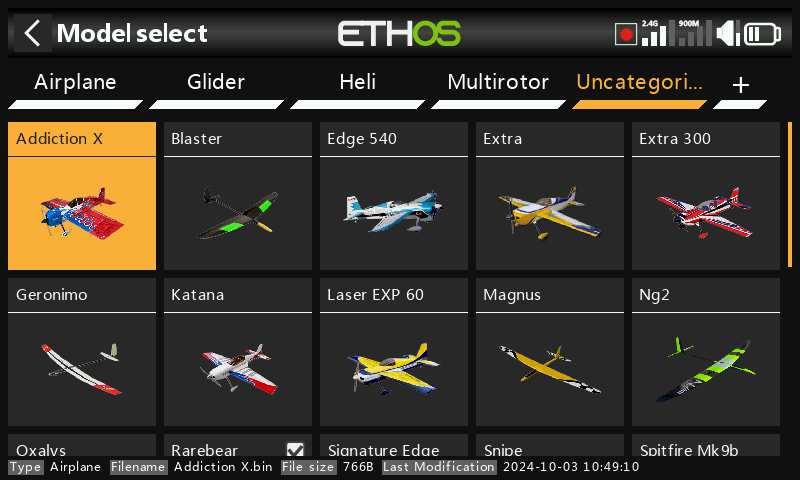 Model select
ETHOS
2.4G
900M
Airplane
Glider
Heli
Multirotor
Uncategori...
+
Addiction X
Blaster
Edge 540
Extra
Extra 300
Geronimo
Katana
Laser EXP 60
Magnus
Ng2
Oxalys
Rarebear
Signature Edge
Snipe
Spitfire Mk9b
Type Airplane Filename Addiction X.bin File size 766B Last Modification 2024-10-03 10:49:10